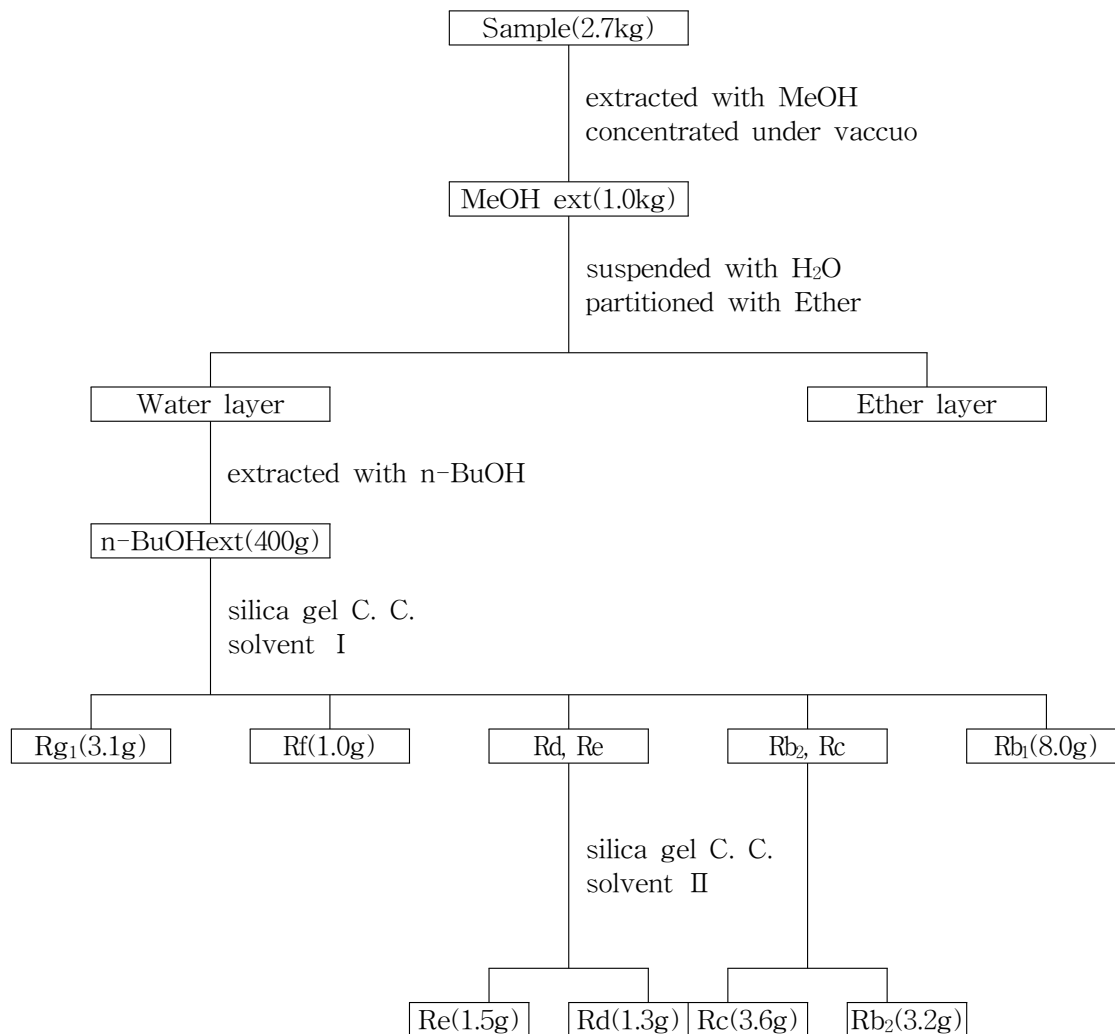 Sample(2.7kg)
extracted with MeOH
concentrated under vaccuo
MeOH ext(1.0kg)
suspended with H₂O
partitioned with Ether
Water layer
Ether layer
extracted with n-BuOH
n-BuOHext(400g)
silica gel C. C.
solvent Ⅰ
Rg₁(3.1g)
Rf(1.0g)
Rd, Re
Rb₂, Rc
Rb₁(8.0g)
silica gel C. C.
solvent Ⅱ
Re(1.5g)
Rd(1.3g)
Rc(3.6g)
Rb₂(3.2g)